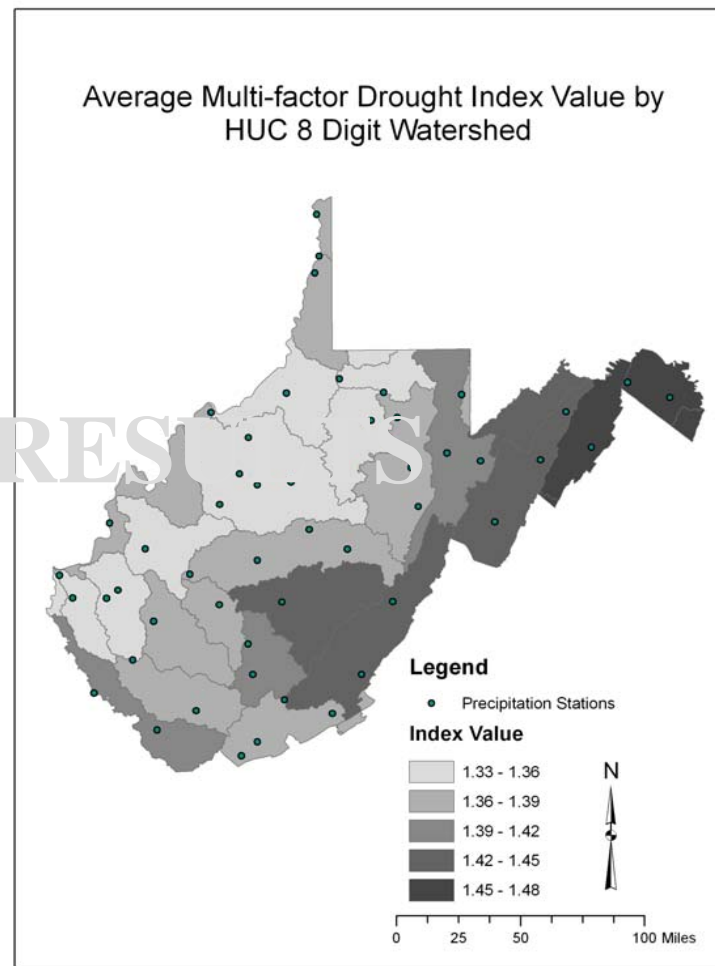 Average Multi-factor Drought Index Value by
HUC 8 Digit Watershed
RESULTS
Legend
Precipitation Stations
Index Value
1.33 - 1.36
1.36 - 1.39
1.39 - 1.42
1.42 - 1.45
1.45 - 1.48
N
0 25 50 100 Miles